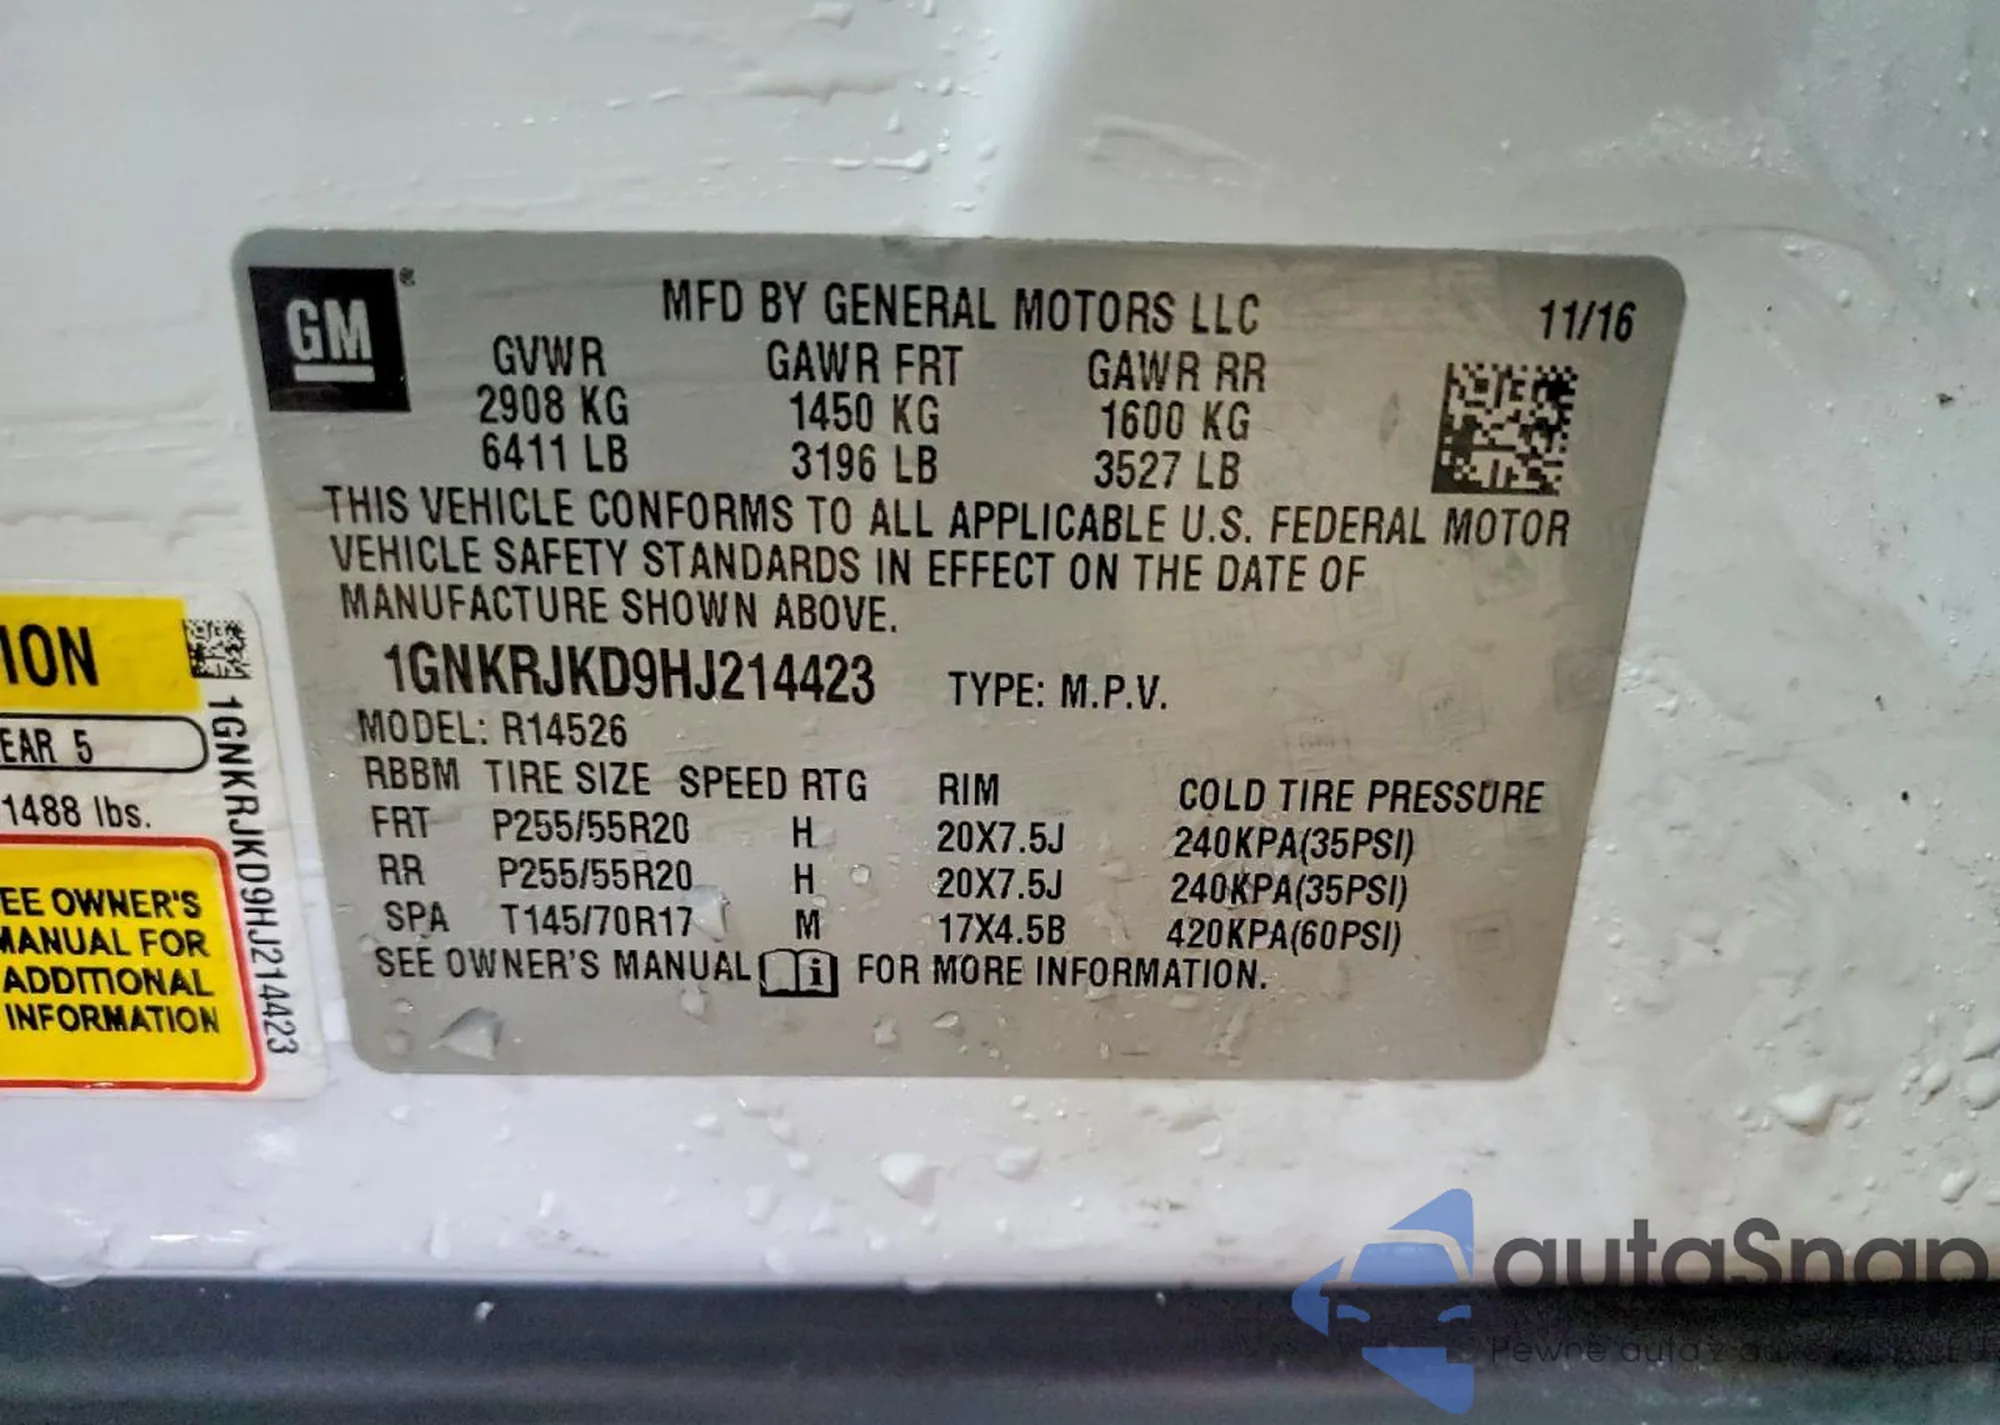 GM®
MFD BY GENERAL MOTORS LLC 11/16
GVWR GAWR FRT GAWR RR
2908 KG 1450 KG 1600 KG
6411 LB 3196 LB 3527 LB
THIS VEHICLE CONFORMS TO ALL APPLICABLE U.S. FEDERAL MOTOR
VEHICLE SAFETY STANDARDS IN EFFECT ON THE DATE OF
MANUFACTURE SHOWN ABOVE.
1GNKRJKD9HJ214423 TYPE: M.P.V.
MODEL: R14526
RBBM TIRE SIZE SPEED RTG RIM COLD TIRE PRESSURE
FRT P255/55R20 H 20X7.5J 240KPA(35PSI)
RR P255/55R20 H 20X7.5J 240KPA(35PSI)
SPA T145/70R17 M 17X4.5B 420KPA(60PSI)
SEE OWNER'S MANUAL i FOR MORE INFORMATION.
ION
EAR 5
1488 lbs.
EE OWNER'S
MANUAL FOR
ADDITIONAL
INFORMATION
1GNKRJKD9HJ214423
autaSnap
Pewne auta z